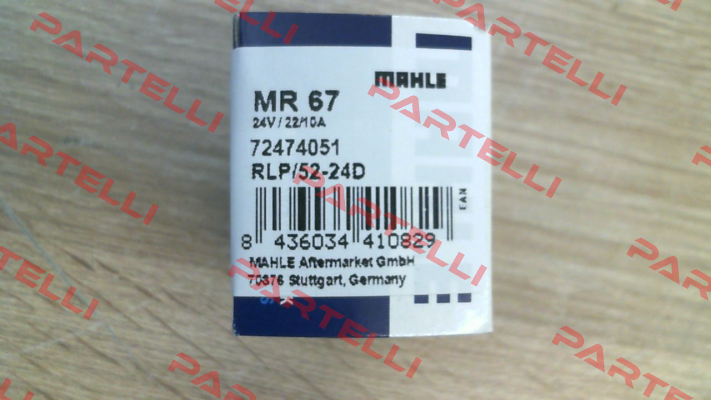 MAHLE
MR 67
24V / 22/10A
72474051
RLP/52-24D
EAN
8 436034 410829
MAHLE Aftermarket GmbH
70376 Stuttgart, Germany
PARTELLI
PARTELLI
PARTELLI
PARTELLI
PARTELLI
PARTELLI